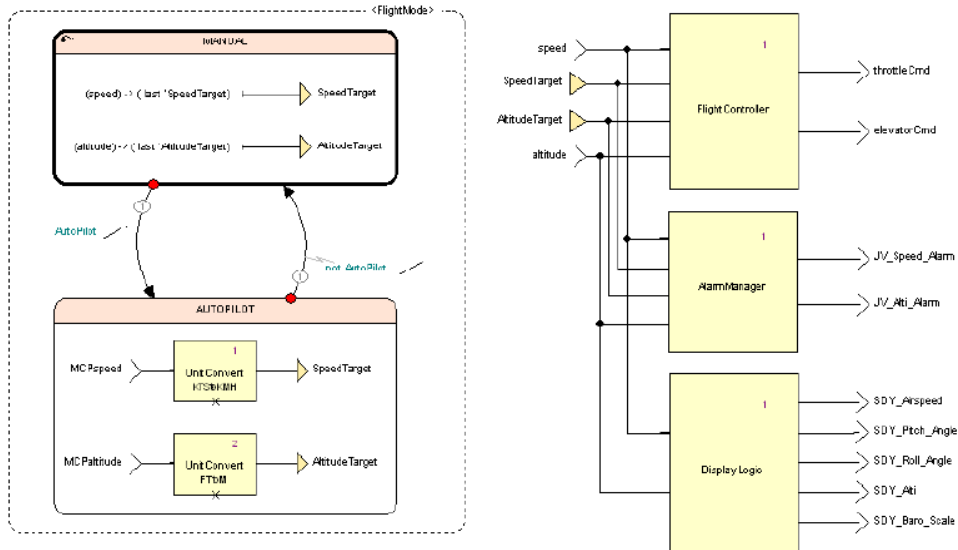 <FlightMode>
MANUAL
(speed) -> ( last 'SpeedTarget)
SpeedTarget
(altitude) -> ( last 'AltitudeTarget)
AltitudeTarget
1
AutoPilot
not AutoPilot
1
AUTOPILOT
MCPspeed
1
Unit Convert
KTStoKMH
SpeedTarget
MCPaltitude
2
Unit Convert
FTtoM
AltitudeTarget
speed
SpeedTarget
AltitudeTarget
altitude
1
Flight Controller
throttleCmd
elevatorCmd
1
AlarmManager
JV_Speed_Alarm
JV_Alti_Alarm
1
Display Logic
SDY_Airspeed
SDY_Pitch_Angle
SDY_Roll_Angle
SDY_Alti
SDY_Baro_Scale